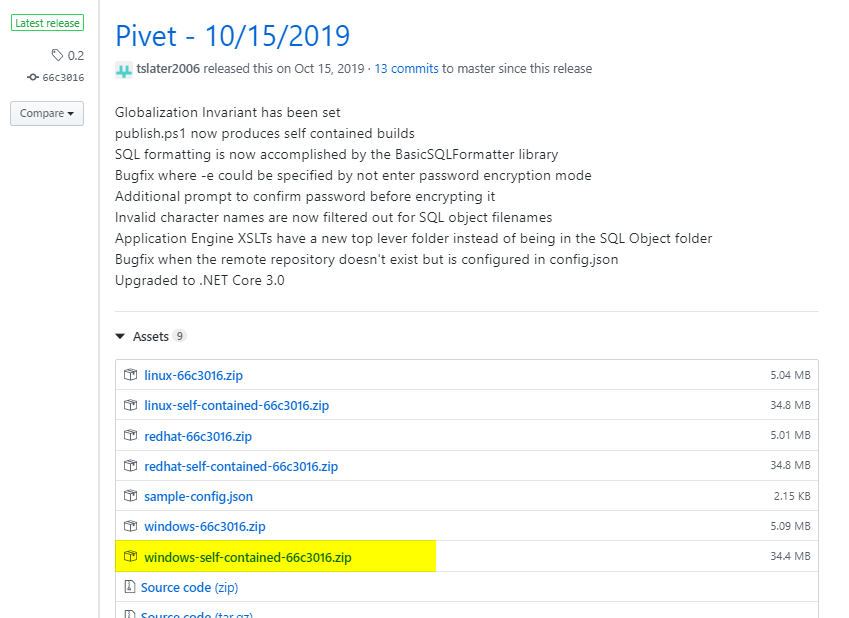 Latest release
0.2
66c3016
Compare
Pivet - 10/15/2019
tslater2006 released this on Oct 15, 2019 · 13 commits to master since this release
Globalization Invariant has been set
publish.ps1 now produces self contained builds
SQL formatting is now accomplished by the BasicSQLFormatter library
Bugfix where -e could be specified by not enter password encryption mode
Additional prompt to confirm password before encrypting it
Invalid character names are now filtered out for SQL object filenames
Application Engine XSLTs have a new top lever folder instead of being in the SQL Object folder
Bugfix when the remote repository doesn't exist but is configured in config.json
Upgraded to .NET Core 3.0
Assets 9
linux-66c3016.zip 5.04 MB
linux-self-contained-66c3016.zip 34.8 MB
redhat-66c3016.zip 5.01 MB
redhat-self-contained-66c3016.zip 34.8 MB
sample-config.json 2.15 KB
windows-66c3016.zip 5.09 MB
windows-self-contained-66c3016.zip 34.4 MB
Source code (zip)
Source code (tar.gz)